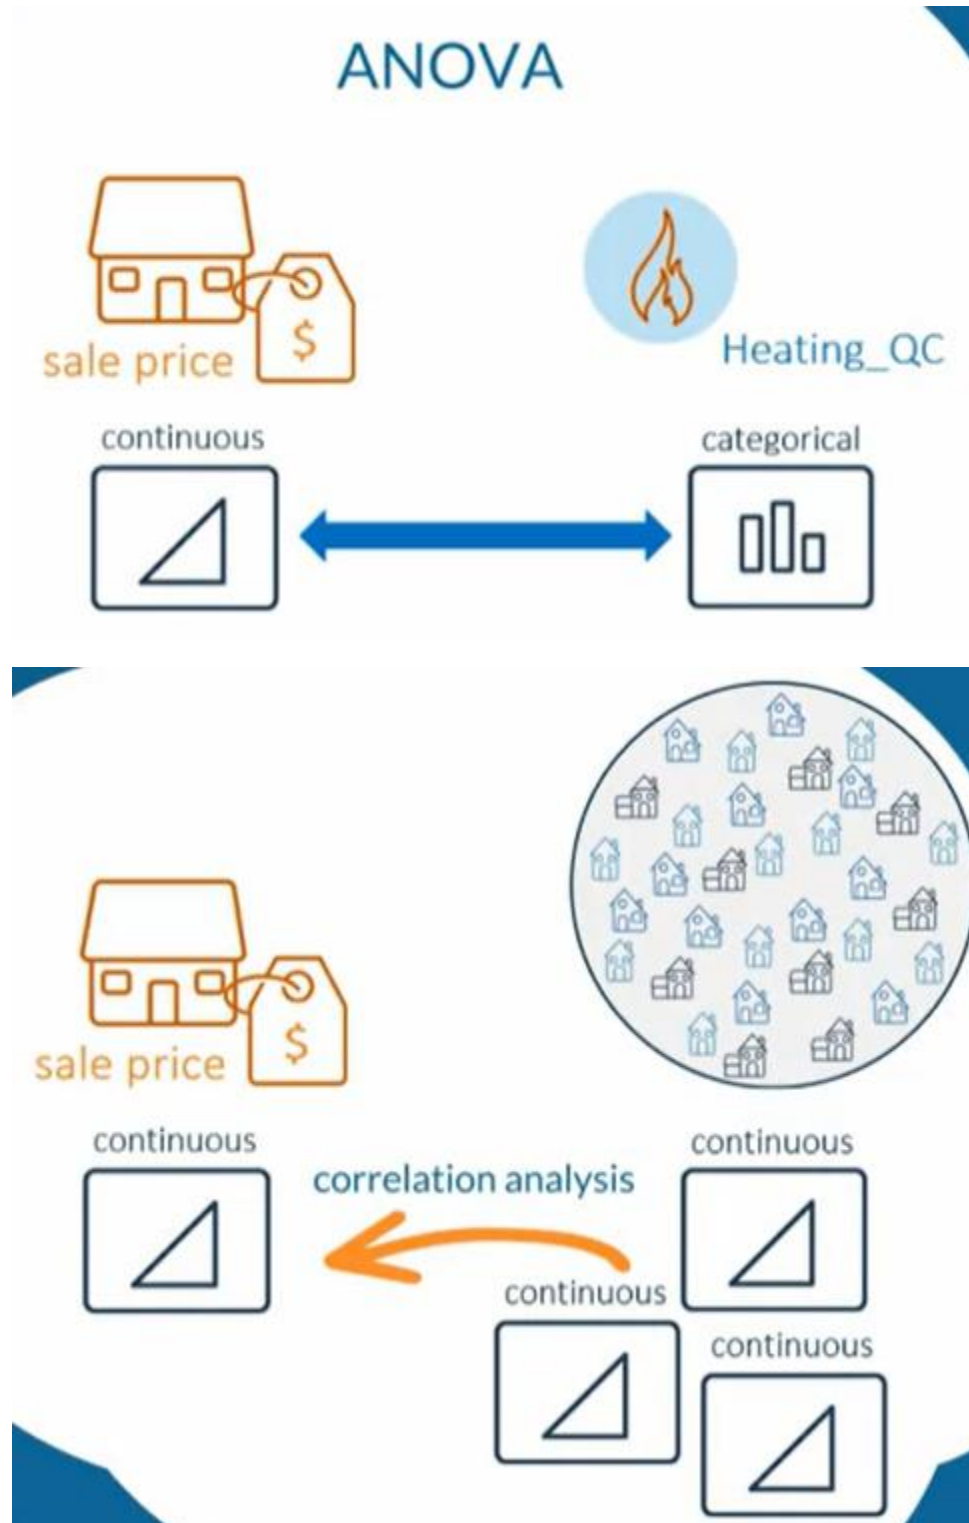 ANOVA
$
sale price
Heating_QC
continuous
categorical
$
sale price
continuous
continuous
correlation analysis
continuous
continuous